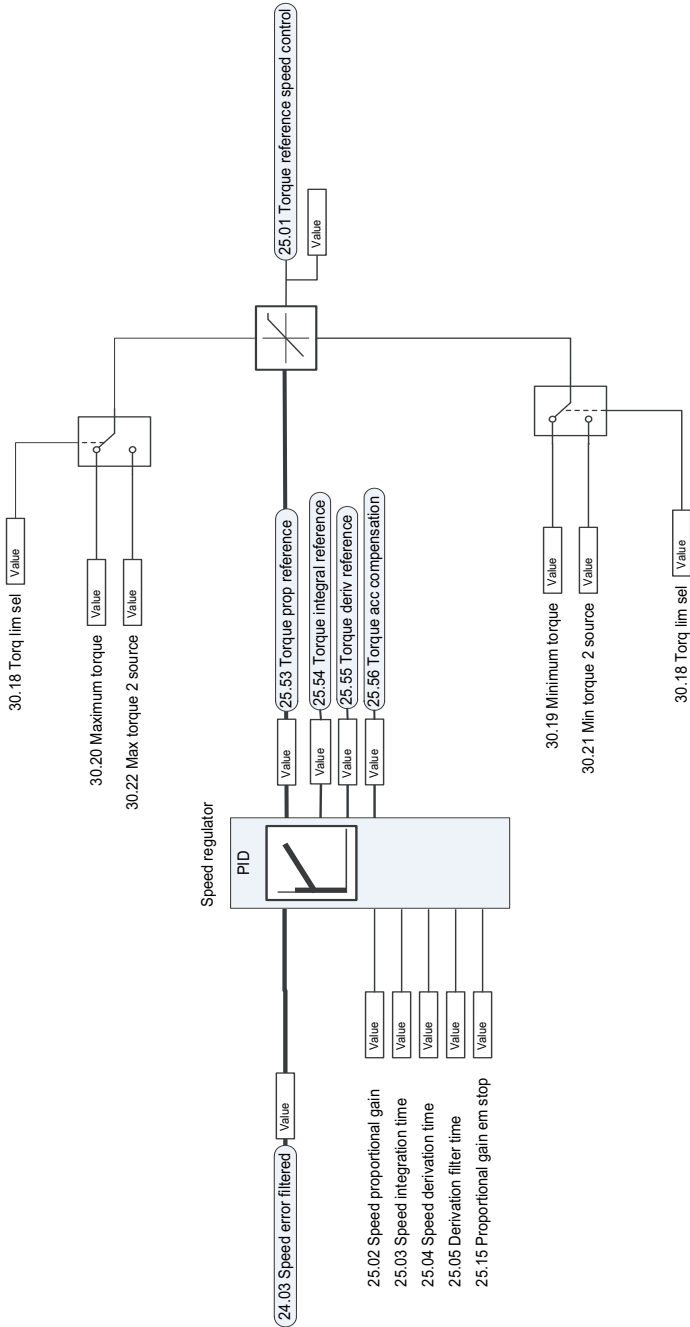 30.18 Torq lim sel
Value
30.20 Maximum torque
Value
30.22 Max torque 2 source
Value
Speed regulator
PID
24.03 Speed error filtered
Value
Value
25.53 Torque prop reference
Value
25.54 Torque integral reference
Value
25.55 Torque deriv reference
Value
25.56 Torque acc compensation
25.01 Torque reference speed control
Value
25.02 Speed proportional gain
Value
25.03 Speed integration time
Value
25.04 Speed derivation time
Value
25.05 Derivation filter time
Value
25.15 Proportional gain em stop
Value
30.19 Minimum torque
Value
30.21 Min torque 2 source
Value
30.18 Torq lim sel
Value